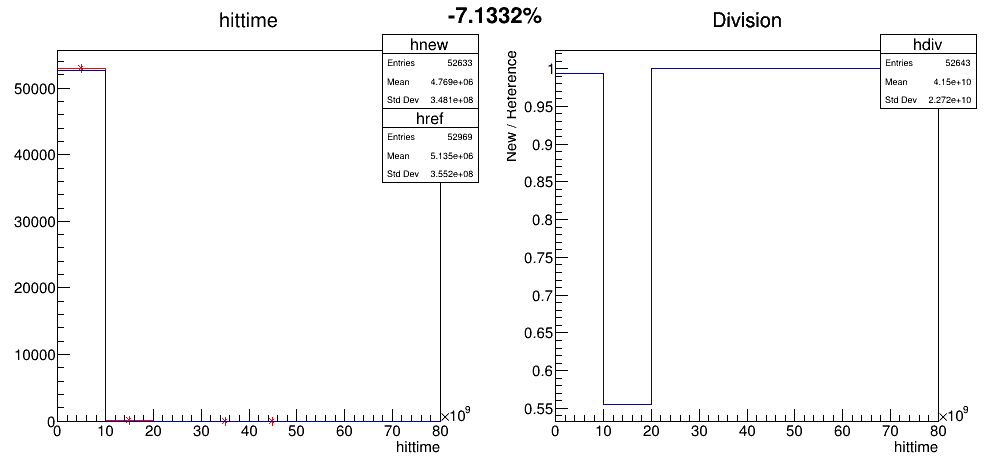 -7.1332%
hittime
hnew
Entries 52633
Mean 4.769e+06
Std Dev 3.481e+08
href
Entries 52969
Mean 5.135e+06
Std Dev 3.552e+08
50000
40000
30000
20000
10000
0
0 10 20 30 40 50 60 70 80
×10⁹
hittime
Division
hdiv
Entries 52643
Mean 4.15e+10
Std Dev 2.272e+10
New / Reference
1
0.95
0.9
0.85
0.8
0.75
0.7
0.65
0.6
0.55
0 10 20 30 40 50 60 70 80
×10⁹
hittime